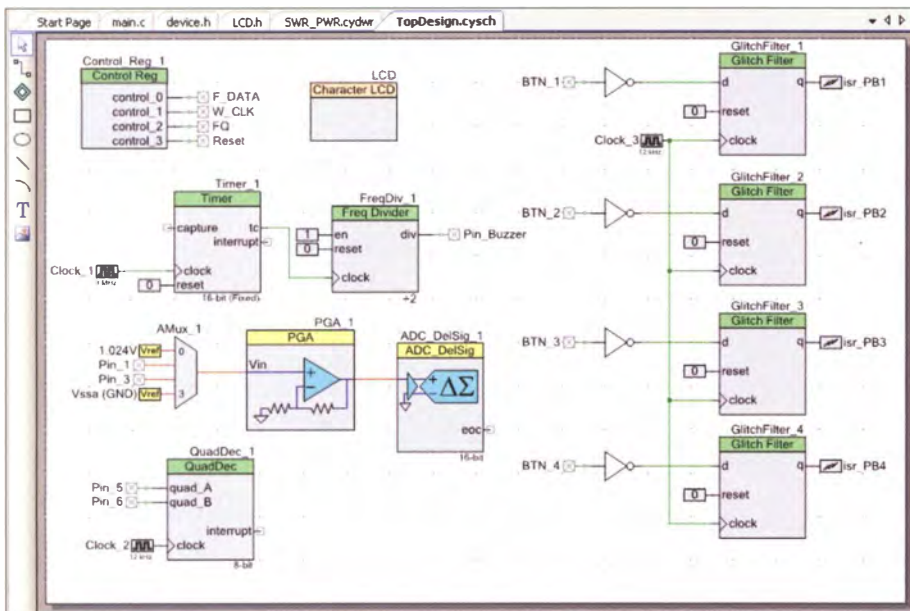 Start Page main.c device.h LCD.h SWR_PWR.cydwr TopDesign.cysch
T
Control_Reg_1
Control Reg
control_0 F_DATA
control_1 W_CLK
control_2 FQ
control_3 Reset
LCD
Character LCD
Timer_1
Timer
capture tc
interrupt
Clock_1
clock
0 reset
16-bit (Fixed)
FreqDiv_1
Freq Divider
1 en div Pin_Buzzer
0 reset
clock
÷2
AMux_1
1.024V Vref 0
Pin_1
Pin_3
Vssa (GND) Vref 3
PGA_1
PGA
Vin
+
−
ADC_DelSig_1
ADC_DelSig
+
−
ΔΣ
eoc
16-bit
QuadDec_1
QuadDec
Pin_5 quad_A
Pin_6 quad_B
interrupt
Clock_2 clock
12 kHz
8-bit
GlitchFilter_1
Glitch Filter
BTN_1 d q isr_PB1
0 reset
Clock_3 clock
12 kHz
GlitchFilter_2
Glitch Filter
BTN_2 d q isr_PB2
0 reset
clock
GlitchFilter_3
Glitch Filter
BTN_3 d q isr_PB3
0 reset
clock
GlitchFilter_4
Glitch Filter
BTN_4 d q isr_PB4
0 reset
clock